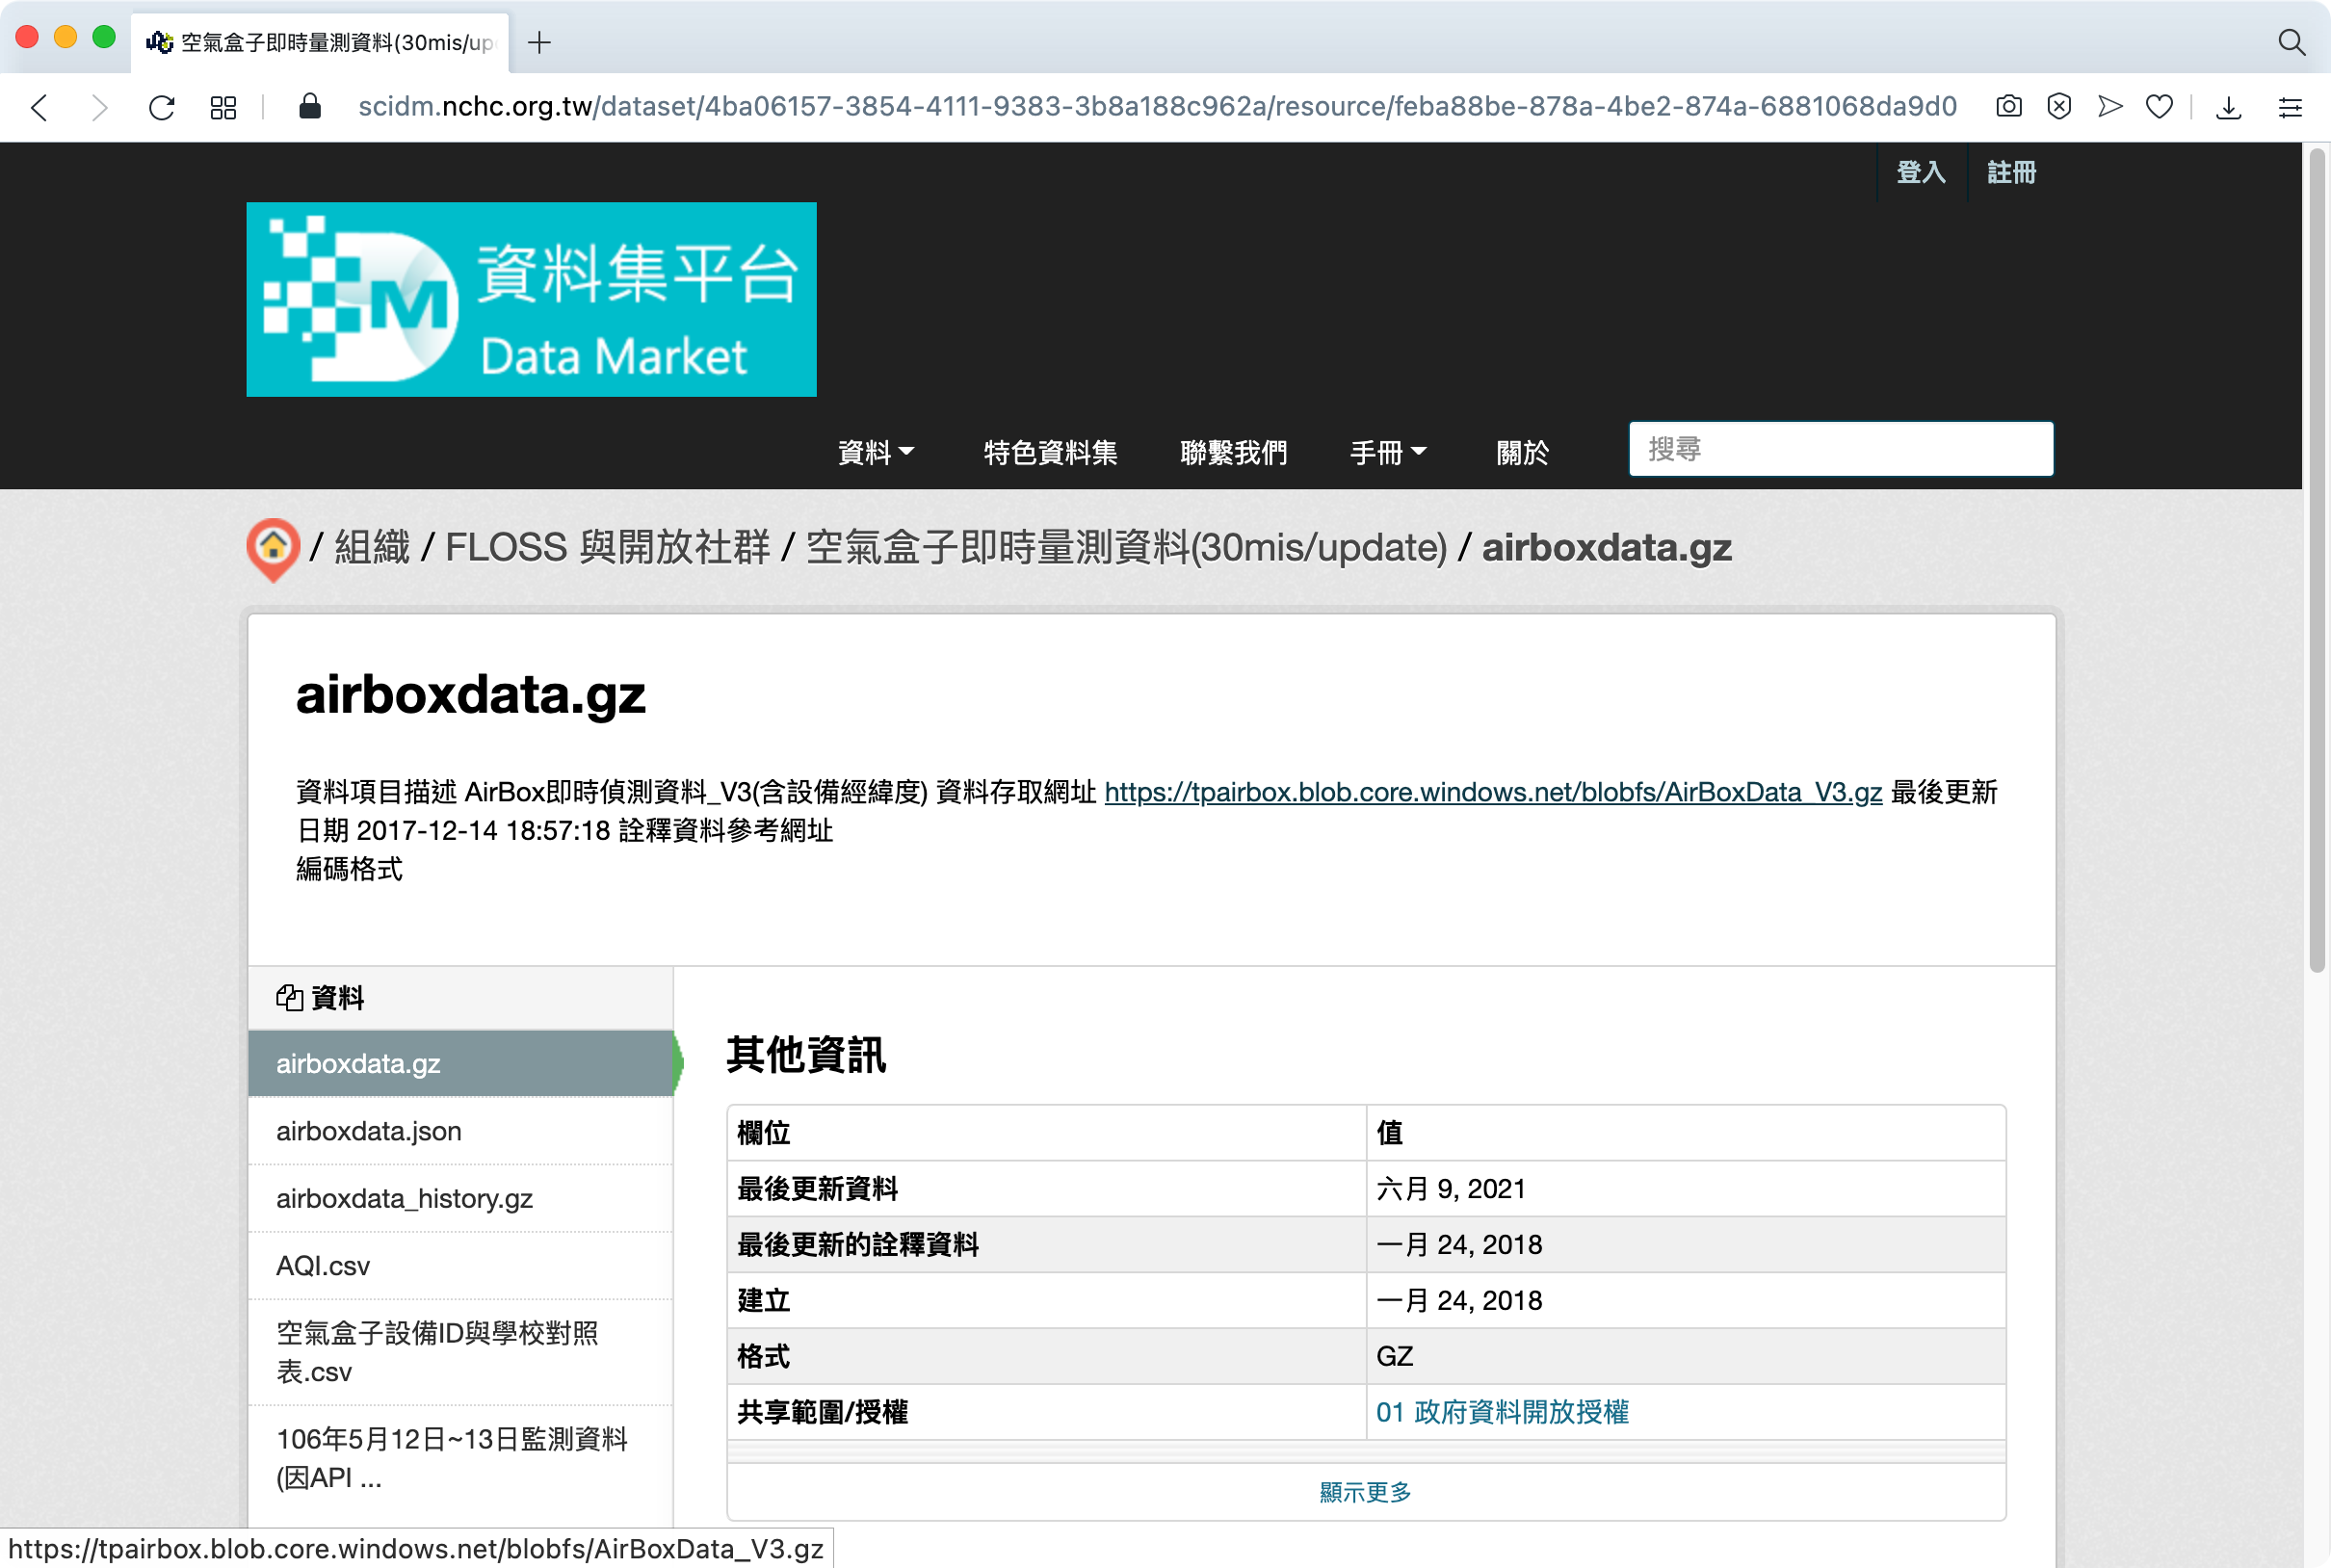 空氣盒子即時量測資料(30mis/up
scidm.nchc.org.tw/dataset/4ba06157-3854-4111-9383-3b8a188c962a/resource/feba88be-878a-4be2-874a-6881068da9d0
登入 註冊
DM
資料集平台
Data Market
資料 特色資料集 聯繫我們 手冊 關於 搜尋
/ 組織 / FLOSS 與開放社群 / 空氣盒子即時量測資料(30mis/update) / airboxdata.gz
airboxdata.gz
資料項目描述 AirBox即時偵測資料_V3(含設備經緯度) 資料存取網址 https://tpairbox.blob.core.windows.net/blobfs/AirBoxData_V3.gz 最後更新
日期 2017-12-14 18:57:18 詮釋資料參考網址
編碼格式
資料
airboxdata.gz
airboxdata.json
airboxdata_history.gz
AQI.csv
空氣盒子設備ID與學校對照
表.csv
106年5月12日~13日監測資料
(因API ...
其他資訊
欄位 值
最後更新資料 六月 9, 2021
最後更新的詮釋資料 一月 24, 2018
建立 一月 24, 2018
格式 GZ
共享範圍/授權 01 政府資料開放授權
顯示更多
https://tpairbox.blob.core.windows.net/blobfs/AirBoxData_V3.gz